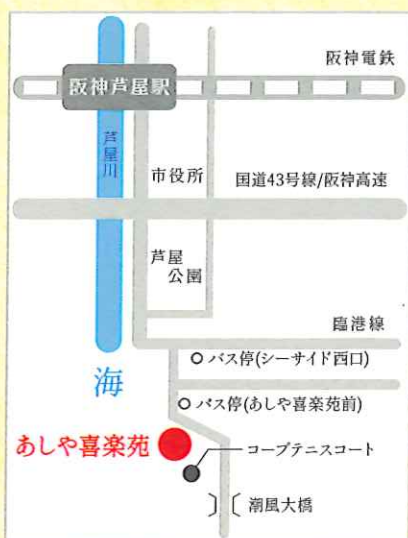 阪神電鉄
阪神芦屋駅
芦屋川
市役所
国道43号線/阪神高速
芦屋
公園
臨港線
海
バス停(シーサイド西口)
バス停(あしや喜楽苑前)
あしや喜楽苑
コープテニスコート
潮風大橋